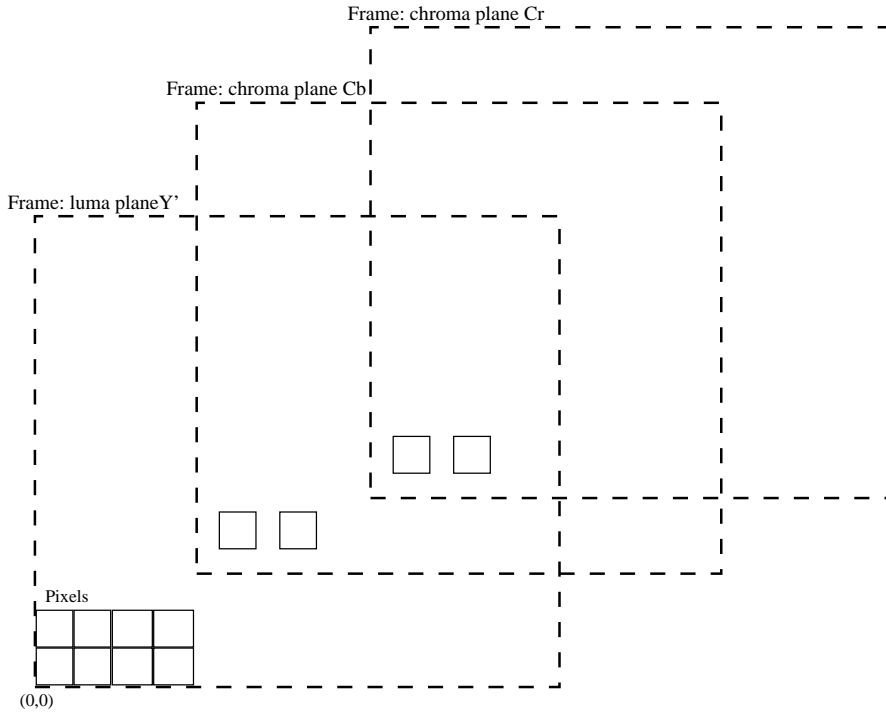 Frame: chroma plane Cr
Frame: chroma plane Cb
Frame: luma planeY’
Pixels
(0,0)